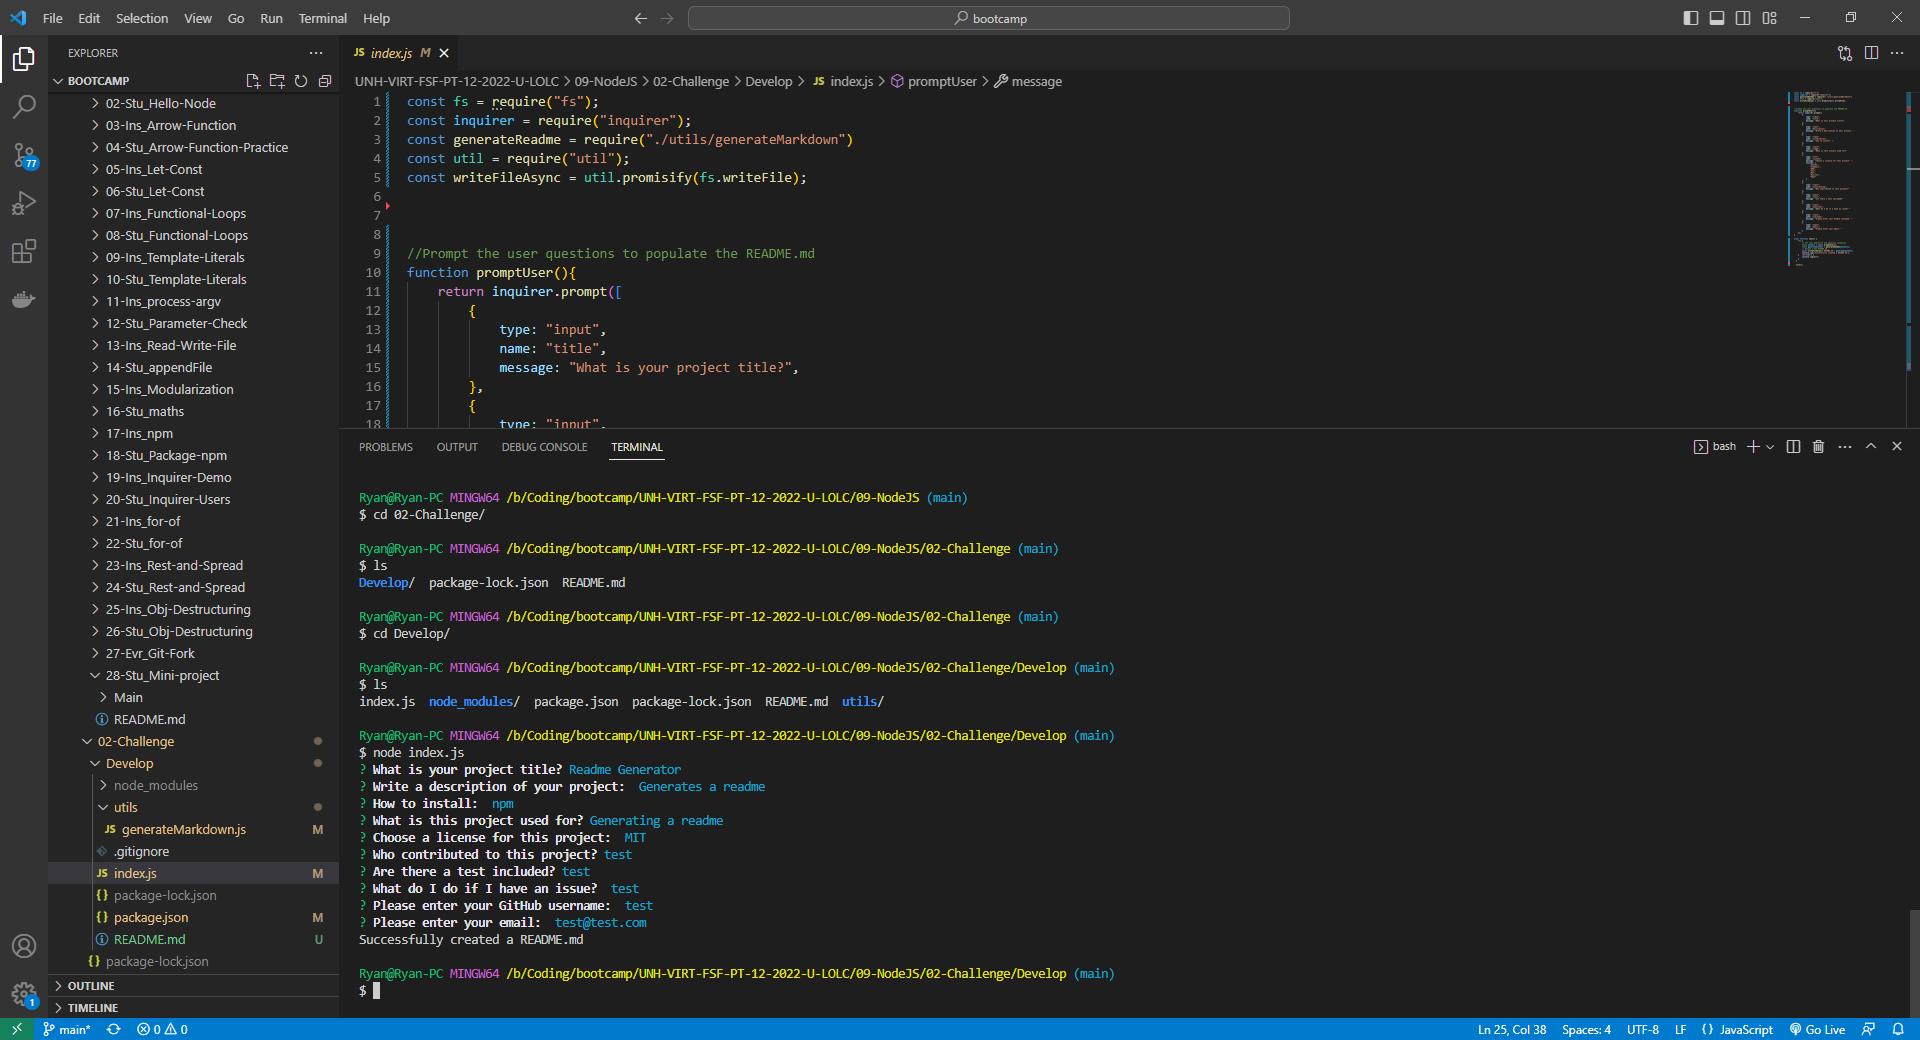 File Edit Selection View Go Run Terminal Help
bootcamp
EXPLORER
BOOTCAMP
02-Stu_Hello-Node
03-Ins_Arrow-Function
04-Stu_Arrow-Function-Practice
05-Ins_Let-Const
06-Stu_Let-Const
07-Ins_Functional-Loops
08-Stu_Functional-Loops
09-Ins_Template-Literals
10-Stu_Template-Literals
11-Ins_process-argv
12-Stu_Parameter-Check
13-Ins_Read-Write-File
14-Stu_appendFile
15-Ins_Modularization
16-Stu_maths
17-Ins_npm
18-Stu_Package-npm
19-Ins_Inquirer-Demo
20-Stu_Inquirer-Users
21-Ins_for-of
22-Stu_for-of
23-Ins_Rest-and-Spread
24-Stu_Rest-and-Spread
25-Ins_Obj-Destructuring
26-Stu_Obj-Destructuring
27-Evr_Git-Fork
28-Stu_Mini-project
Main
README.md
02-Challenge
Develop
node_modules
utils
JS generateMarkdown.js M
.gitignore
JS index.js M
{} package-lock.json
{} package.json M
README.md U
{} package-lock.json
OUTLINE
TIMELINE
77
1
JS index.js M
UNH-VIRT-FSF-PT-12-2022-U-LOLC > 09-NodeJS > 02-Challenge > Develop > JS index.js > promptUser > message
1 const fs = require("fs");
2 const inquirer = require("inquirer");
3 const generateReadme = require("./utils/generateMarkdown")
4 const util = require("util");
5 const writeFileAsync = util.promisify(fs.writeFile);
6
7
8
9 //Prompt the user questions to populate the README.md
10 function promptUser(){
11 return inquirer.prompt([
12 {
13 type: "input",
14 name: "title",
15 message: "What is your project title?",
16 },
17 {
18 type: "input",
PROBLEMS OUTPUT DEBUG CONSOLE TERMINAL
bash
Ryan@Ryan-PC MINGW64 /b/Coding/bootcamp/UNH-VIRT-FSF-PT-12-2022-U-LOLC/09-NodeJS (main)
$ cd 02-Challenge/
Ryan@Ryan-PC MINGW64 /b/Coding/bootcamp/UNH-VIRT-FSF-PT-12-2022-U-LOLC/09-NodeJS/02-Challenge (main)
$ ls
Develop/ package-lock.json README.md
Ryan@Ryan-PC MINGW64 /b/Coding/bootcamp/UNH-VIRT-FSF-PT-12-2022-U-LOLC/09-NodeJS/02-Challenge (main)
$ cd Develop/
Ryan@Ryan-PC MINGW64 /b/Coding/bootcamp/UNH-VIRT-FSF-PT-12-2022-U-LOLC/09-NodeJS/02-Challenge/Develop (main)
$ ls
index.js node_modules/ package.json package-lock.json README.md utils/
Ryan@Ryan-PC MINGW64 /b/Coding/bootcamp/UNH-VIRT-FSF-PT-12-2022-U-LOLC/09-NodeJS/02-Challenge/Develop (main)
$ node index.js
? What is your project title? Readme Generator
? Write a description of your project: Generates a readme
? How to install: npm
? What is this project used for? Generating a readme
? Choose a license for this project: MIT
? Who contributed to this project? test
? Are there a test included? test
? What do I do if I have an issue? test
? Please enter your GitHub username: test
? Please enter your email: test@test.com
Successfully created a README.md
Ryan@Ryan-PC MINGW64 /b/Coding/bootcamp/UNH-VIRT-FSF-PT-12-2022-U-LOLC/09-NodeJS/02-Challenge/Develop (main)
$
main* 0 0 Ln 25, Col 38 Spaces: 4 UTF-8 LF {} JavaScript Go Live